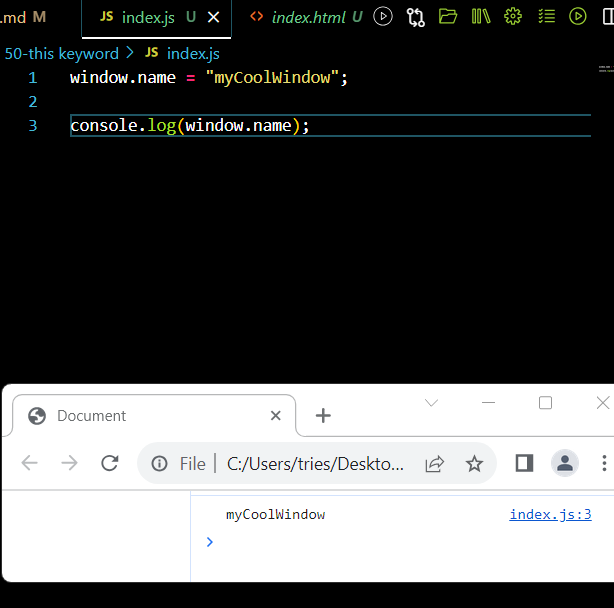 .md M JS index.js U <> index.html U
50-this keyword > JS index.js
1 window.name = "myCoolWindow";
2
3 console.log(window.name);
Document
File | C:/Users/tries/Deskto...
myCoolWindow index.js:3